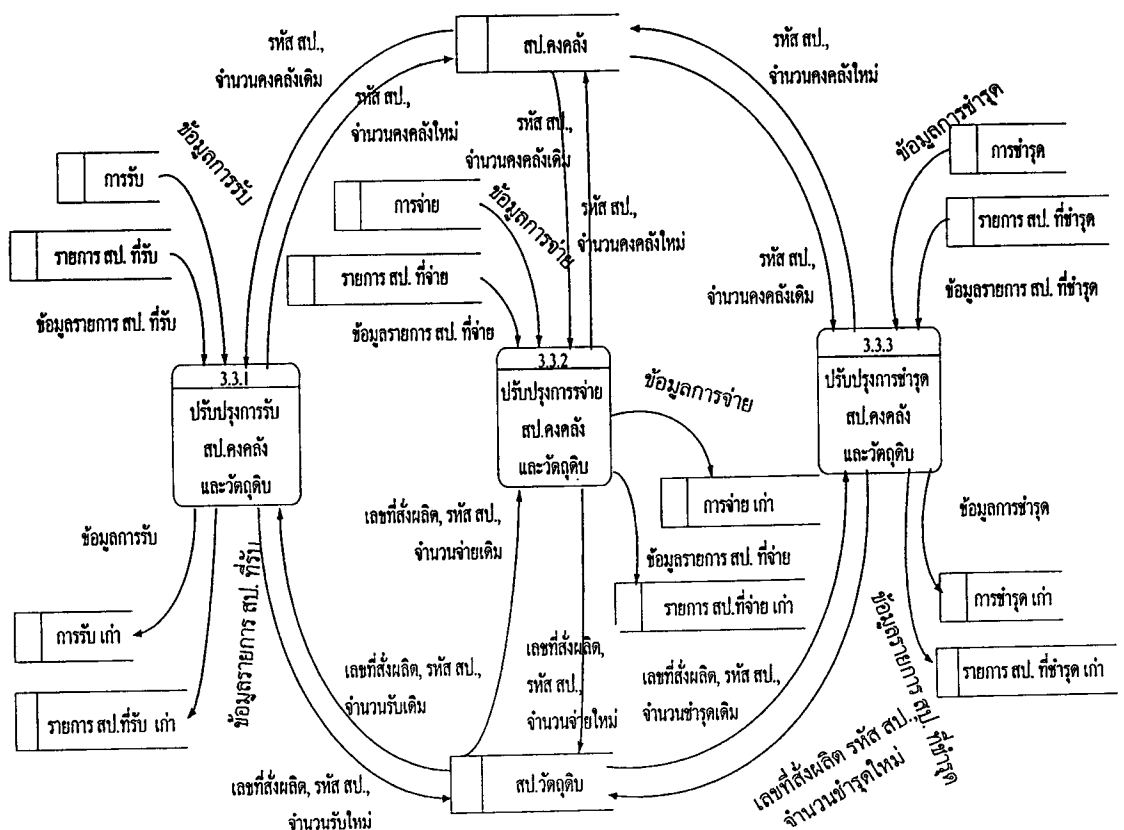 สป.คงคลัง
รหัส สป.,
จำนวนคงคลังเดิม
รหัส สป.,
จำนวนคงคลังใหม่
รหัส สป.,
จำนวนคงคลังเดิม
รหัส สป.,
จำนวนคงคลังใหม่
รหัส สป.,
จำนวนคงคลังใหม่
รหัส สป.,
จำนวนคงคลังเดิม
ข้อมูลการรับ
การรับ
รายการ สป. ที่รับ
ข้อมูลรายการ สป. ที่รับ
การจ่าย
ข้อมูลการจ่าย
รายการ สป. ที่จ่าย
ข้อมูลรายการ สป. ที่จ่าย
ข้อมูลการชำรุด
การชำรุด
รายการ สป. ที่ชำรุด
ข้อมูลรายการ สป. ที่ชำรุด
3.3.1
ปรับปรุงการรับ
สป.คงคลัง
และวัตถุดิบ
3.3.2
ปรับปรุงการรจ่าย
สป.คงคลัง
และวัตถุดิบ
3.3.3
ปรับปรุงการชำรุด
สป.คงคลัง
และวัตถุดิบ
ข้อมูลการจ่าย
การจ่าย เก่า
ข้อมูลรายการ สป. ที่จ่าย
รายการ สป.ที่จ่าย เก่า
ข้อมูลการรับ
ข้อมูลรายการ สป. ที่รับ
การรับ เก่า
รายการ สป.ที่รับ เก่า
ข้อมูลการชำรุด
การชำรุด เก่า
ข้อมูลรายการ สป. ที่ชำรุด
รายการ สป. ที่ชำรุด เก่า
เลขที่สั่งผลิต, รหัส สป.,
จำนวนจ่ายเดิม
เลขที่สั่งผลิต, รหัส สป.,
จำนวนรับเดิม
เลขที่สั่งผลิต,
รหัส สป.,
จำนวนจ่ายใหม่
เลขที่สั่งผลิต, รหัส สป.,
จำนวนชำรุดเดิม
เลขที่สั่งผลิต, รหัส สป.,
จำนวนรับใหม่
สป.วัตถุดิบ
เลขที่สั่งผลิต รหัส สป.,
จำนวนชำรุดใหม่